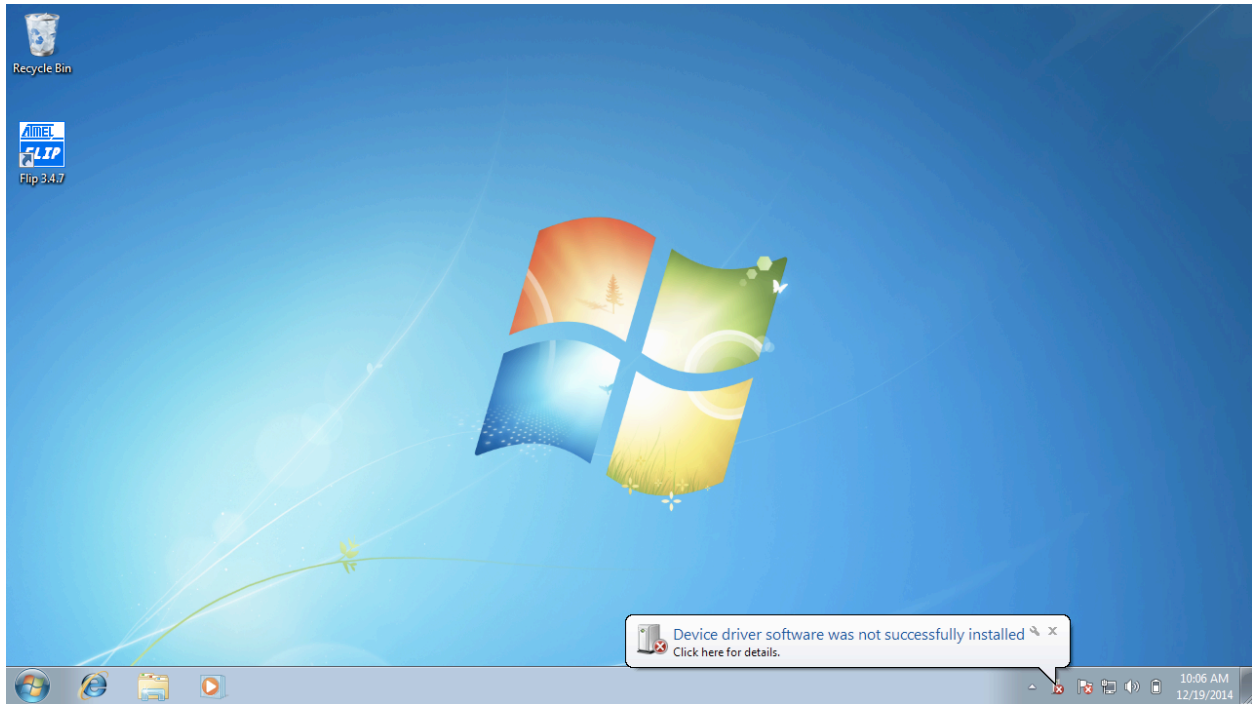 Recycle Bin
ATMEL
FLIP
Flip 3.4.7
Device driver software was not successfully installed
Click here for details.
10:06 AM
12/19/2014